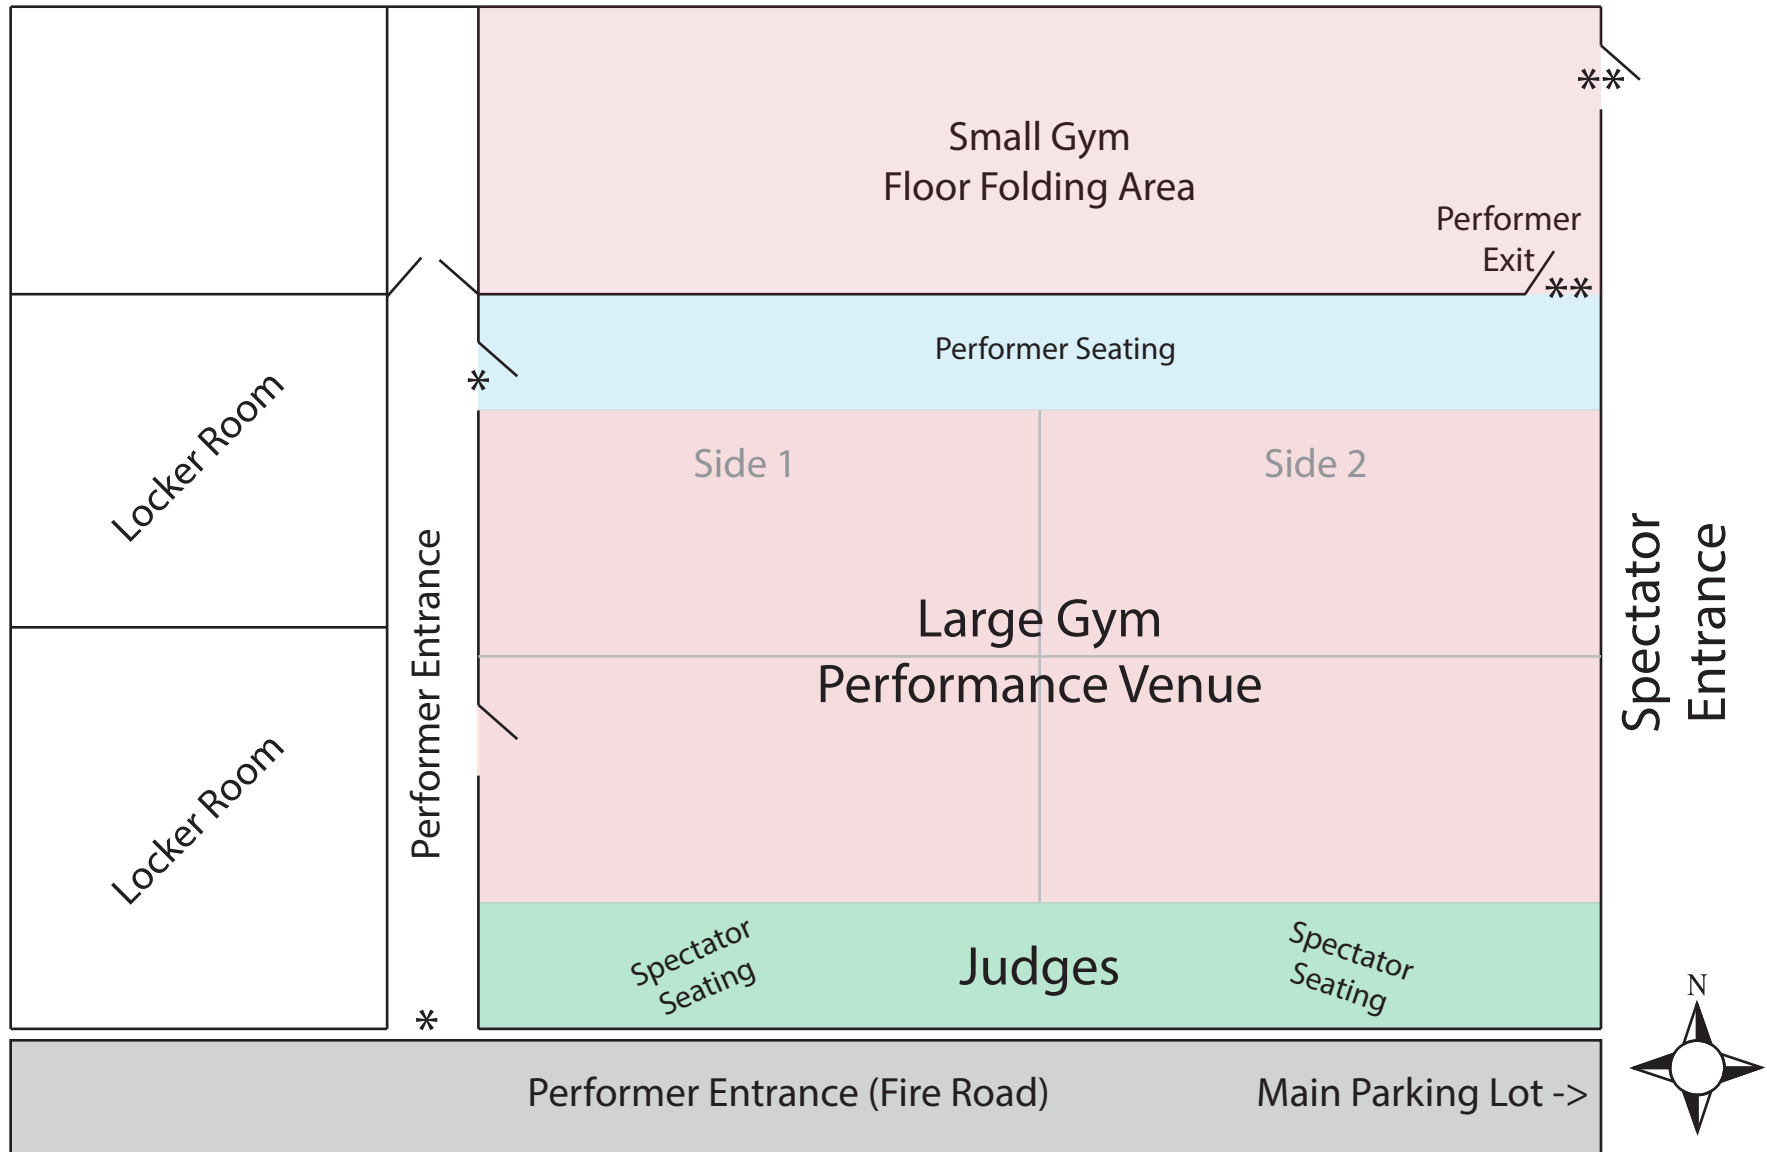 **
Small Gym
Floor Folding Area
Performer
Exit
**
Performer Seating
*
Locker Room
Side 1
Side 2
Performer Entrance
Large Gym
Performance Venue
Spectator
Entrance
Locker Room
Spectator
Seating
Judges
Spectator
Seating
*
N
Performer Entrance (Fire Road)
Main Parking Lot ->